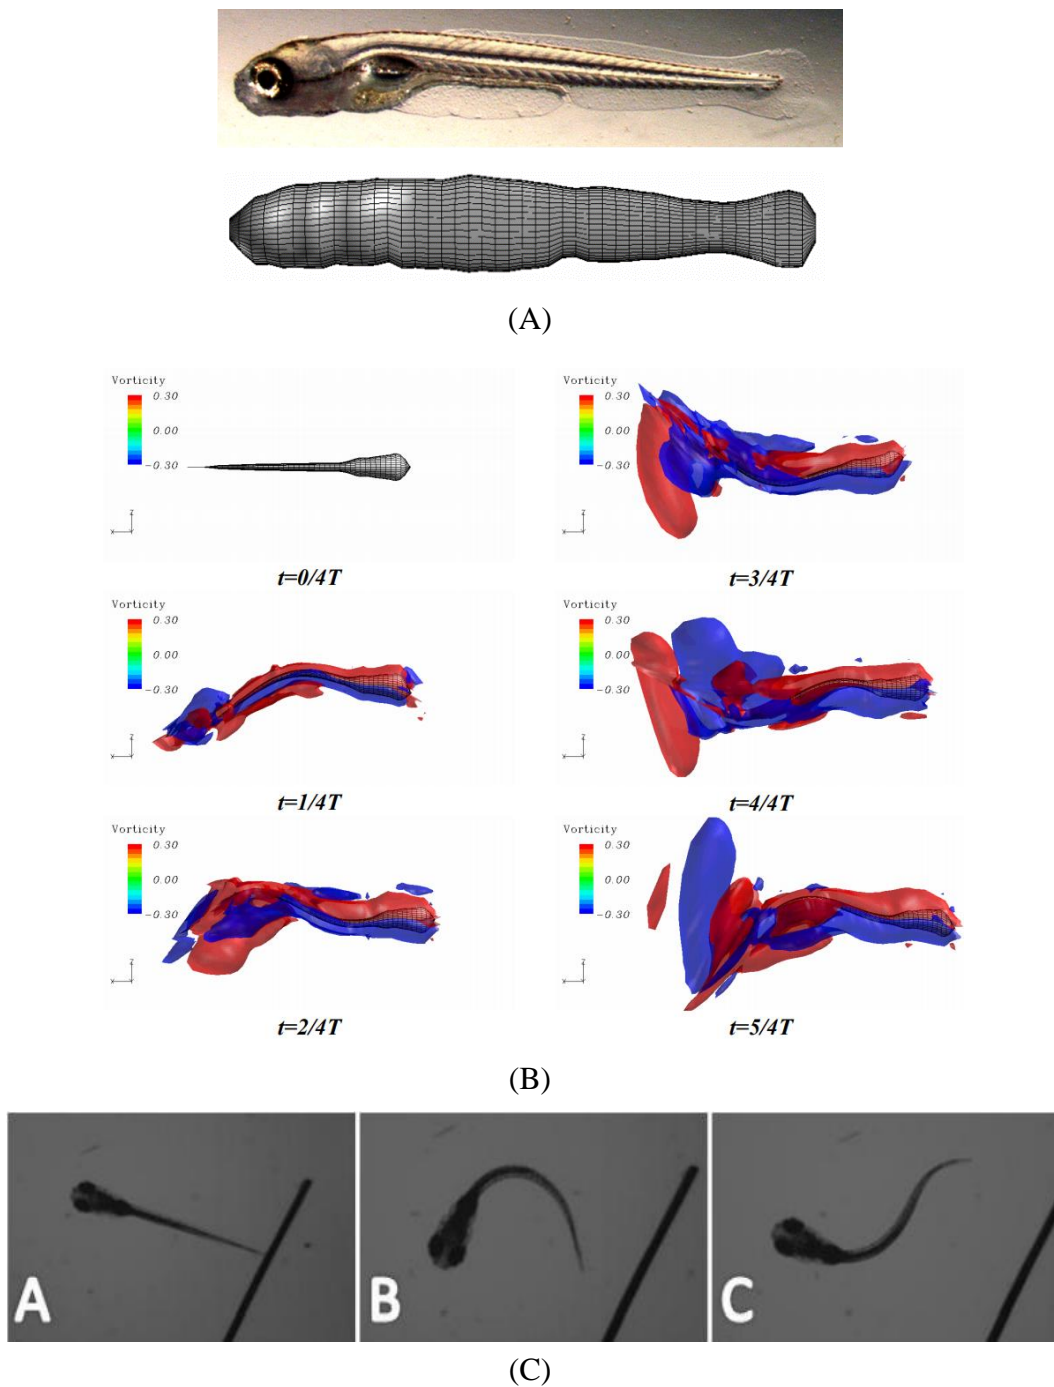 (A)
Vorticity
0.30
0.00
-0.30
z
x
t=0/4T
Vorticity
0.30
0.00
-0.30
z
x
t=3/4T
Vorticity
0.30
0.00
-0.30
z
x
t=1/4T
Vorticity
0.30
0.00
-0.30
z
x
t=4/4T
Vorticity
0.30
0.00
-0.30
z
x
t=2/4T
Vorticity
0.30
0.00
-0.30
z
x
t=5/4T
(B)
A B C
(C)